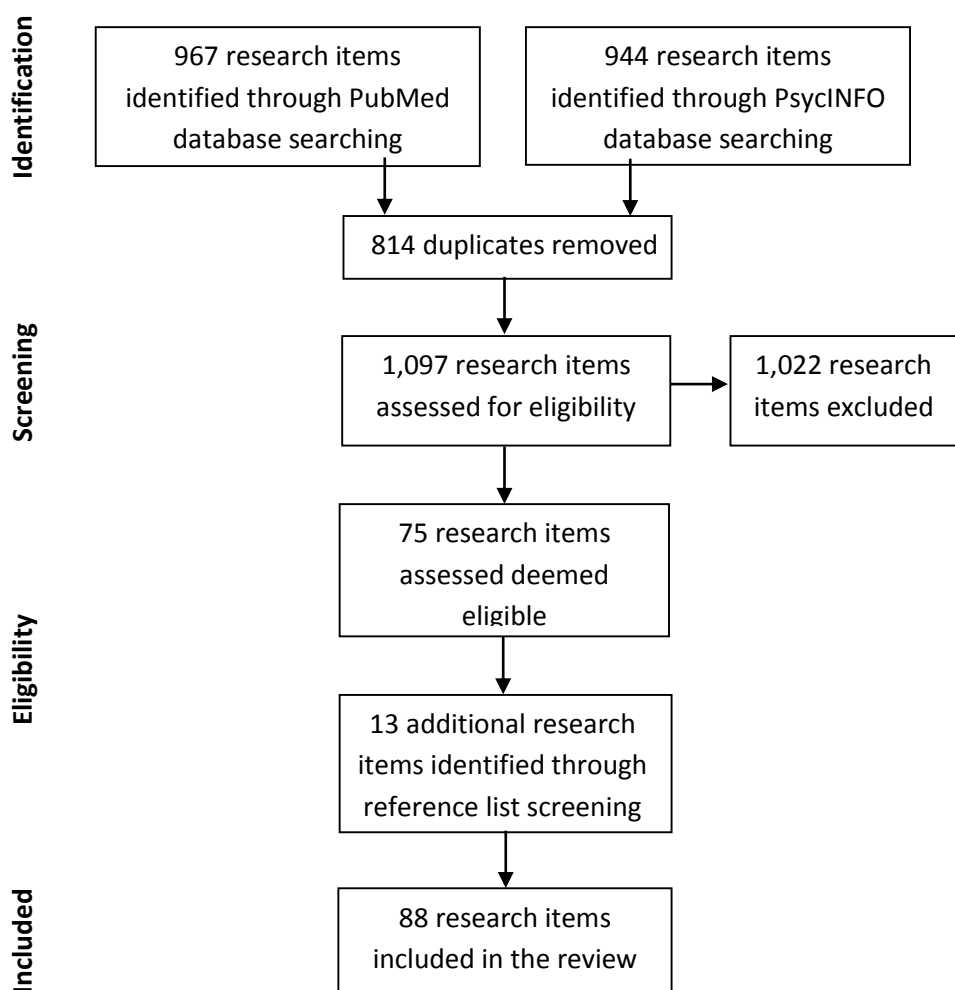 Identification
967 research items
identified through PubMed
database searching
944 research items
identified through PsycINFO
database searching
814 duplicates removed
Screening
1,097 research items
assessed for eligibility
1,022 research
items excluded
Eligibility
75 research items
assessed deemed
eligible
13 additional research
items identified through
reference list screening
Included
88 research items
included in the review